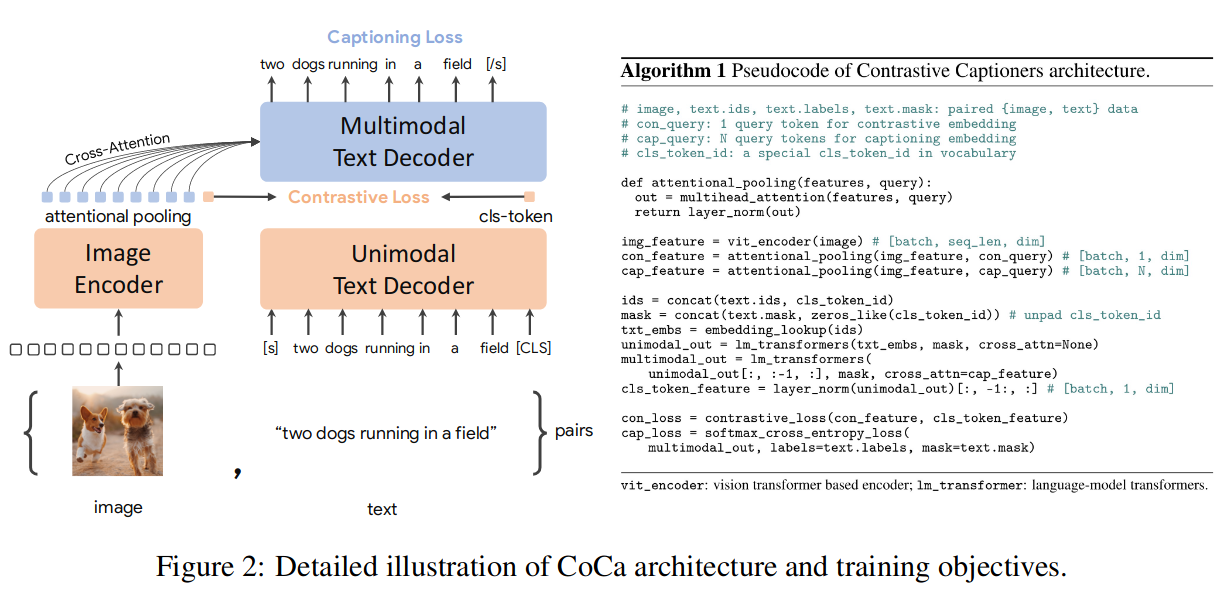 Captioning Loss
two dogs running in a field [/s]
Multimodal
Text Decoder
Cross-Attention
attentional pooling
Contrastive Loss
cls-token
Image
Encoder
Unimodal
Text Decoder
[s] two dogs running in a field [CLS]
{ “two dogs running in a field” } pairs
,
image
text
Algorithm 1 Pseudocode of Contrastive Captioners architecture.
# image, text.ids, text.labels, text.mask: paired {image, text} data
# con_query: 1 query token for contrastive embedding
# cap_query: N query tokens for captioning embedding
# cls_token_id: a special cls_token_id in vocabulary
def attentional_pooling(features, query):
  out = multihead_attention(features, query)
  return layer_norm(out)
img_feature = vit_encoder(image) # [batch, seq_len, dim]
con_feature = attentional_pooling(img_feature, con_query) # [batch, 1, dim]
cap_feature = attentional_pooling(img_feature, cap_query) # [batch, N, dim]
ids = concat(text.ids, cls_token_id)
mask = concat(text.mask, zeros_like(cls_token_id)) # unpad cls_token_id
txt_embs = embedding_lookup(ids)
unimodal_out = lm_transformers(txt_embs, mask, cross_attn=None)
multimodal_out = lm_transformers(
    unimodal_out[:, :-1, :], mask, cross_attn=cap_feature)
cls_token_feature = layer_norm(unimodal_out)[:, -1:, :] # [batch, 1, dim]
con_loss = contrastive_loss(con_feature, cls_token_feature)
cap_loss = softmax_cross_entropy_loss(
    multimodal_out, labels=text.labels, mask=text.mask)
vit_encoder: vision transformer based encoder; lm_transformer: language-model transformers.
Figure 2: Detailed illustration of CoCa architecture and training objectives.